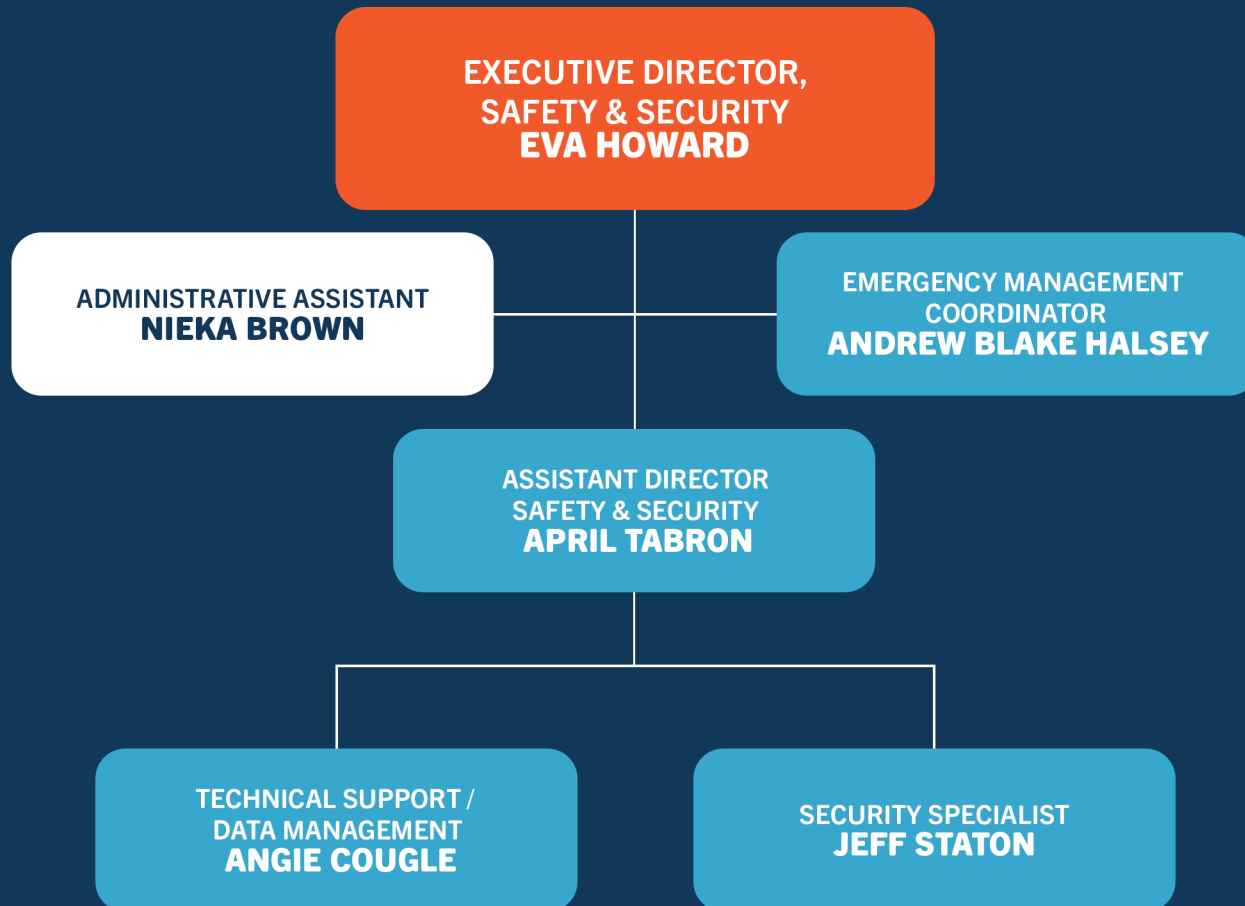 EXECUTIVE DIRECTOR,
SAFETY & SECURITY
EVA HOWARD
ADMINISTRATIVE ASSISTANT
NIEKA BROWN
EMERGENCY MANAGEMENT
COORDINATOR
ANDREW BLAKE HALSEY
ASSISTANT DIRECTOR
SAFETY & SECURITY
APRIL TABRON
TECHNICAL SUPPORT /
DATA MANAGEMENT
ANGIE COUGLE
SECURITY SPECIALIST
JEFF STATON